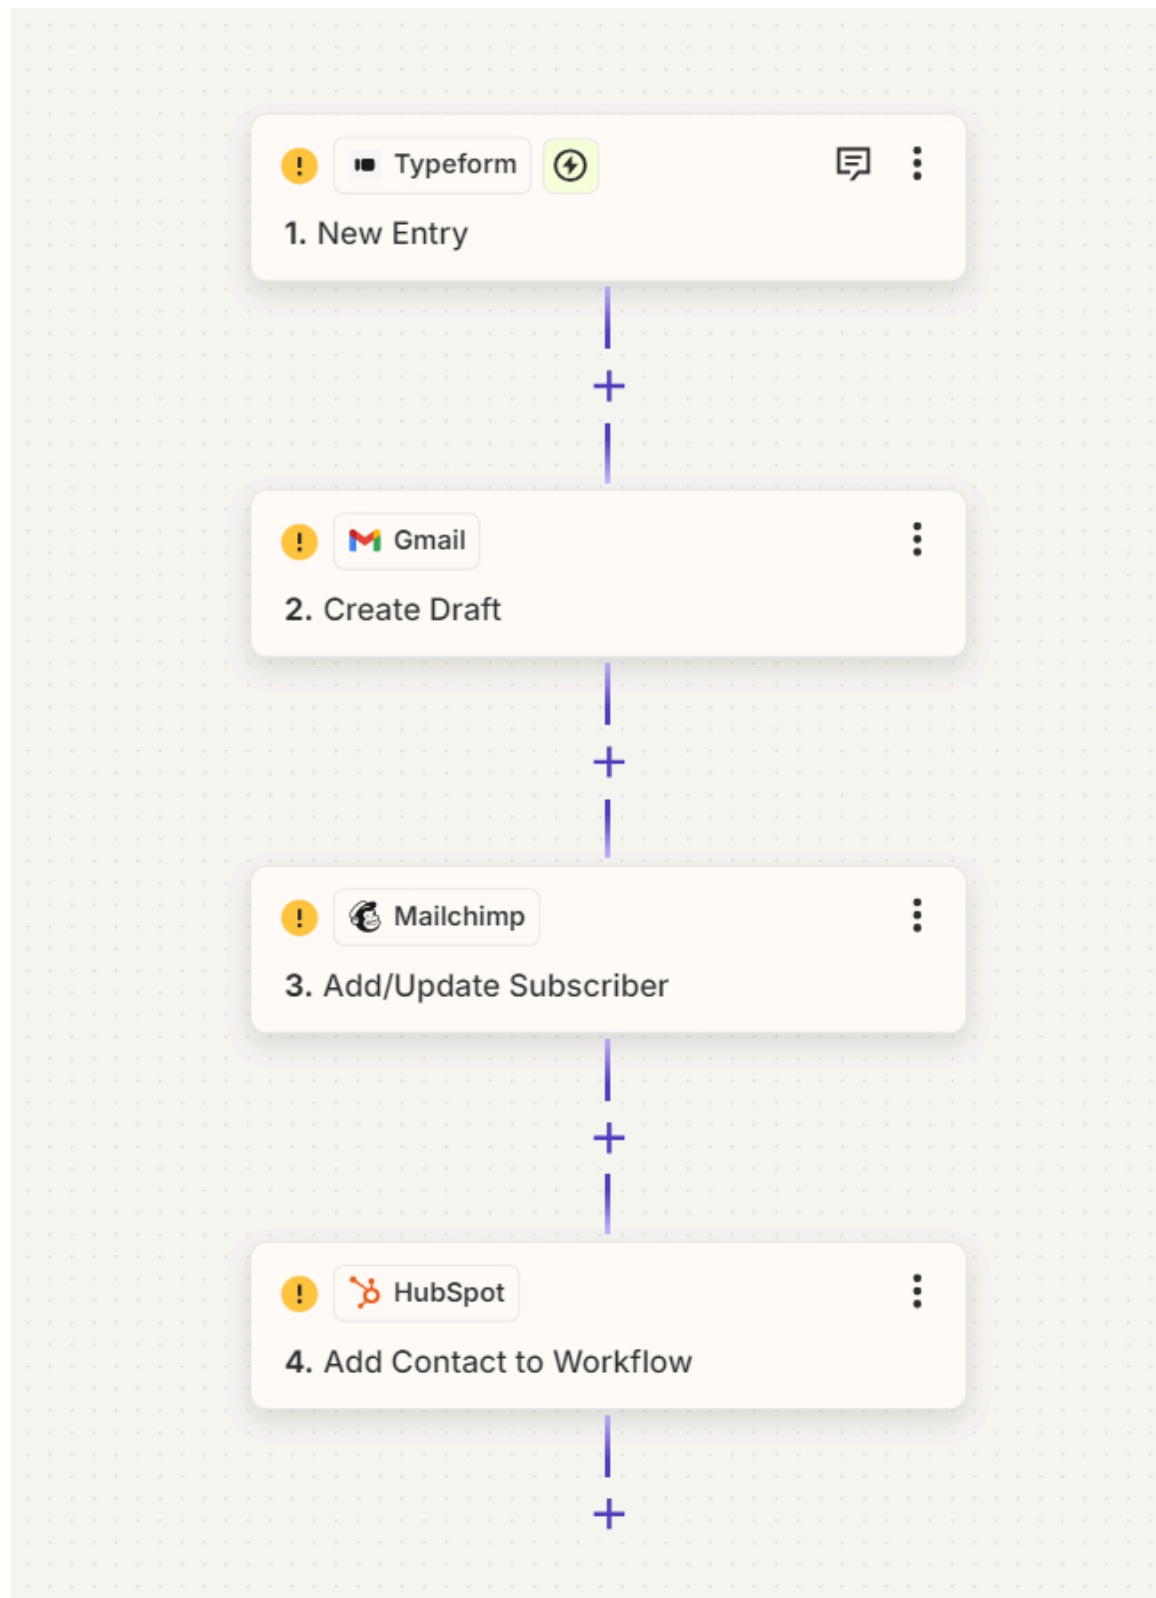 Typeform
1. New Entry
Gmail
2. Create Draft
Mailchimp
3. Add/Update Subscriber
HubSpot
4. Add Contact to Workflow